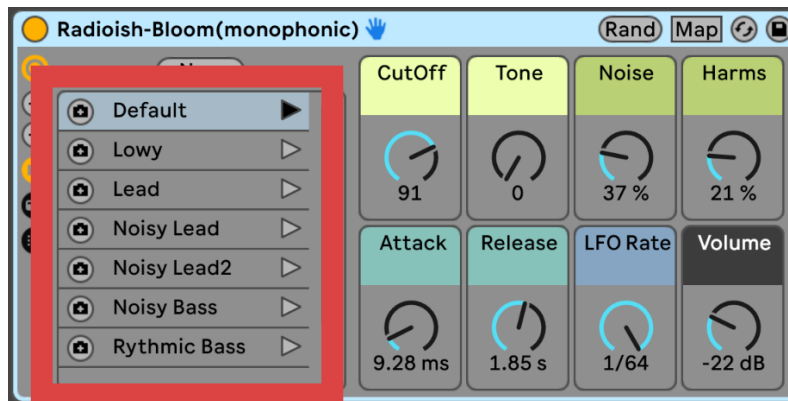 Radioish-Bloom(monophonic) Rand Map
CutOff Tone Noise Harms
91 0 37 % 21 %
Attack Release LFO Rate Volume
9.28 ms 1.85 s 1/64 -22 dB
Default
Lowy
Lead
Noisy Lead
Noisy Lead2
Noisy Bass
Rythmic Bass